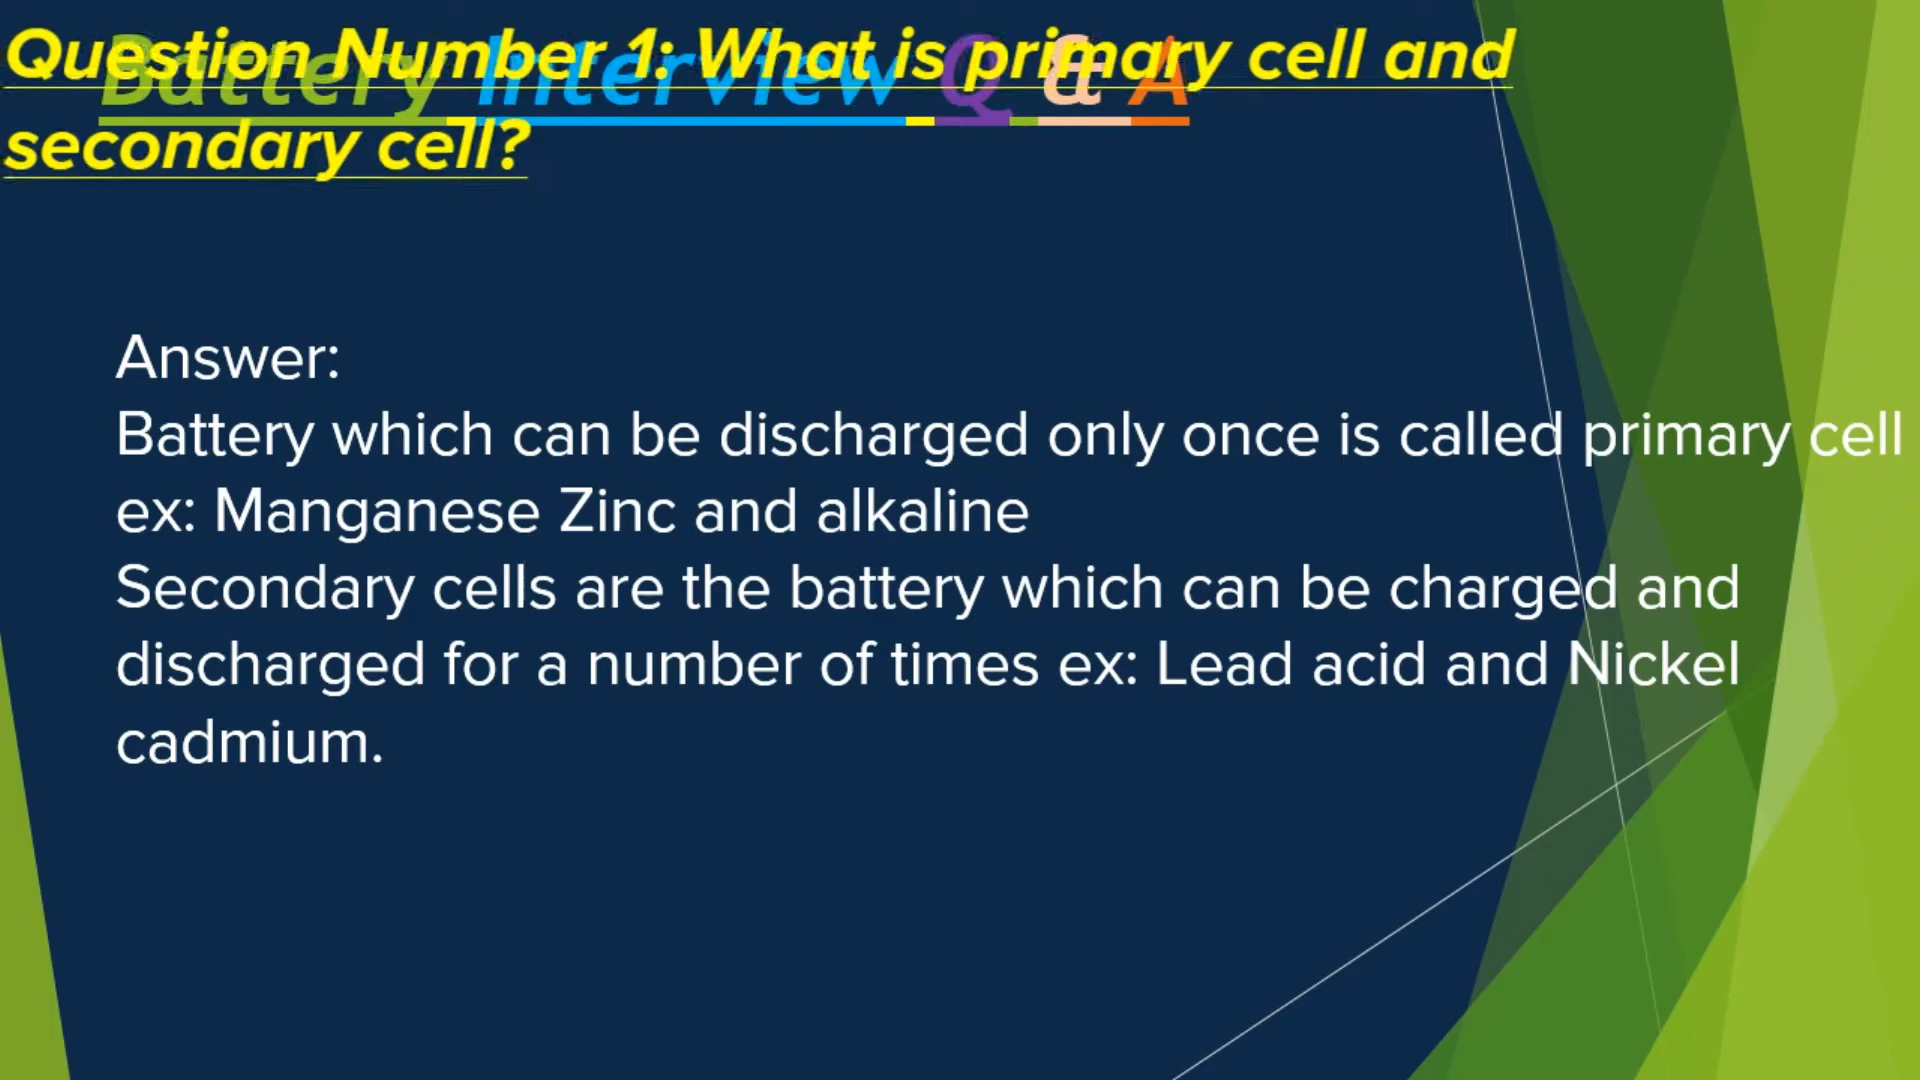 Question Number 1: What is primary cell and
Battery Interview Q & A
secondary cell?
Answer:
Battery which can be discharged only once is called primary cell
ex: Manganese Zinc and alkaline
Secondary cells are the battery which can be charged and
discharged for a number of times ex: Lead acid and Nickel
cadmium.